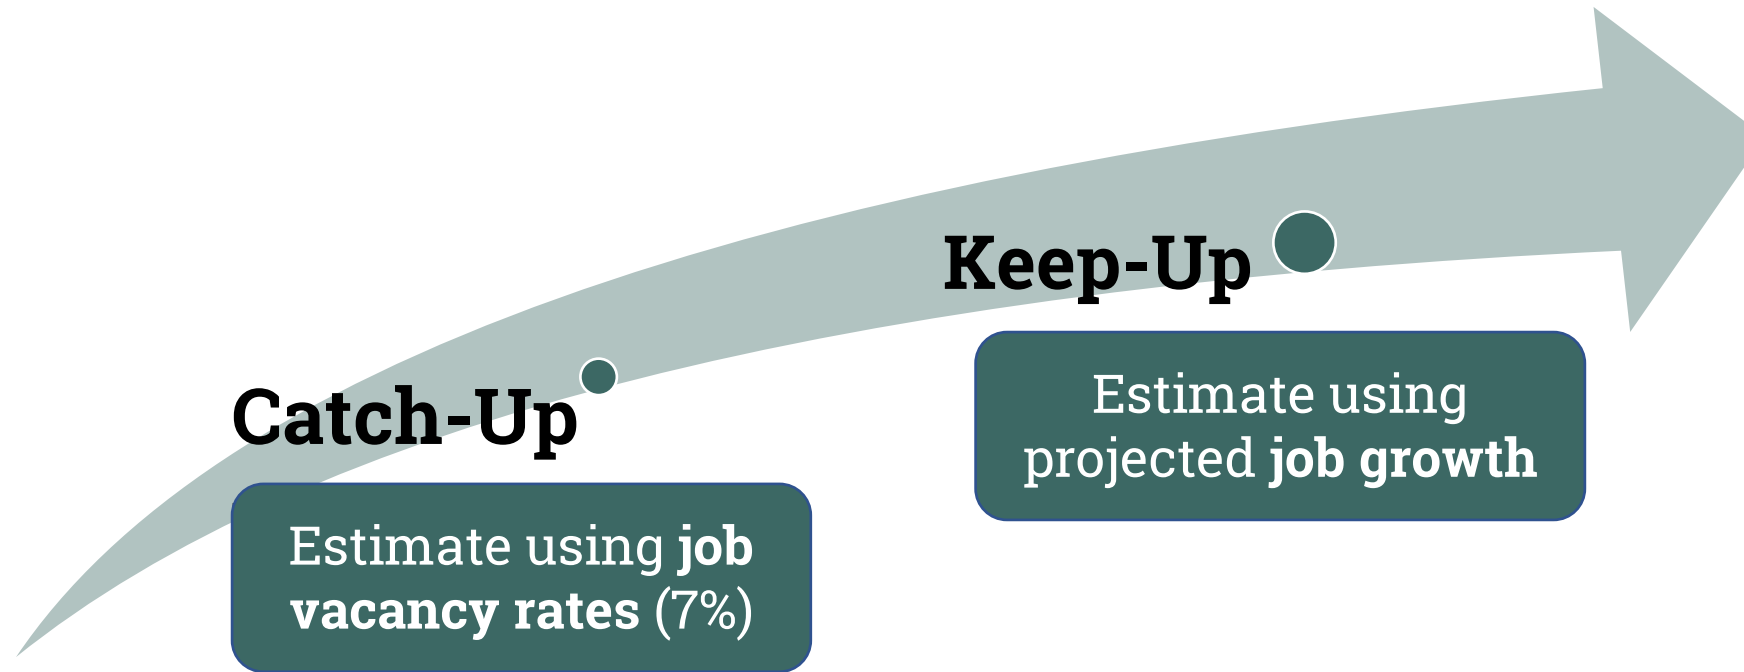 Catch-Up
Estimate using job
vacancy rates (7%)
Keep-Up
Estimate using
projected job growth